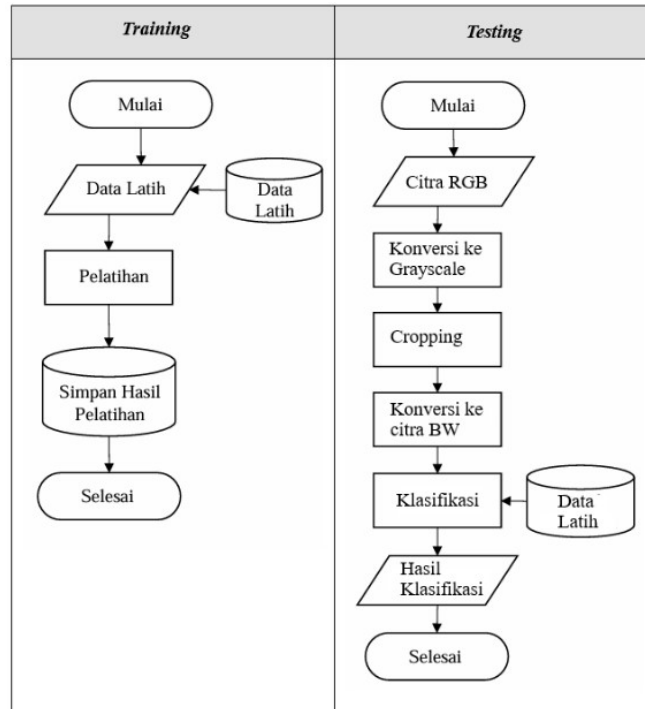 Training
Mulai
Data Latih
Data
Latih
Pelatihan
Simpan Hasil
Pelatihan
Selesai
Testing
Mulai
Citra RGB
Konversi ke
Grayscale
Cropping
Konversi ke
citra BW
Klasifikasi
Data
Latih
Hasil
Klasifikasi
Selesai